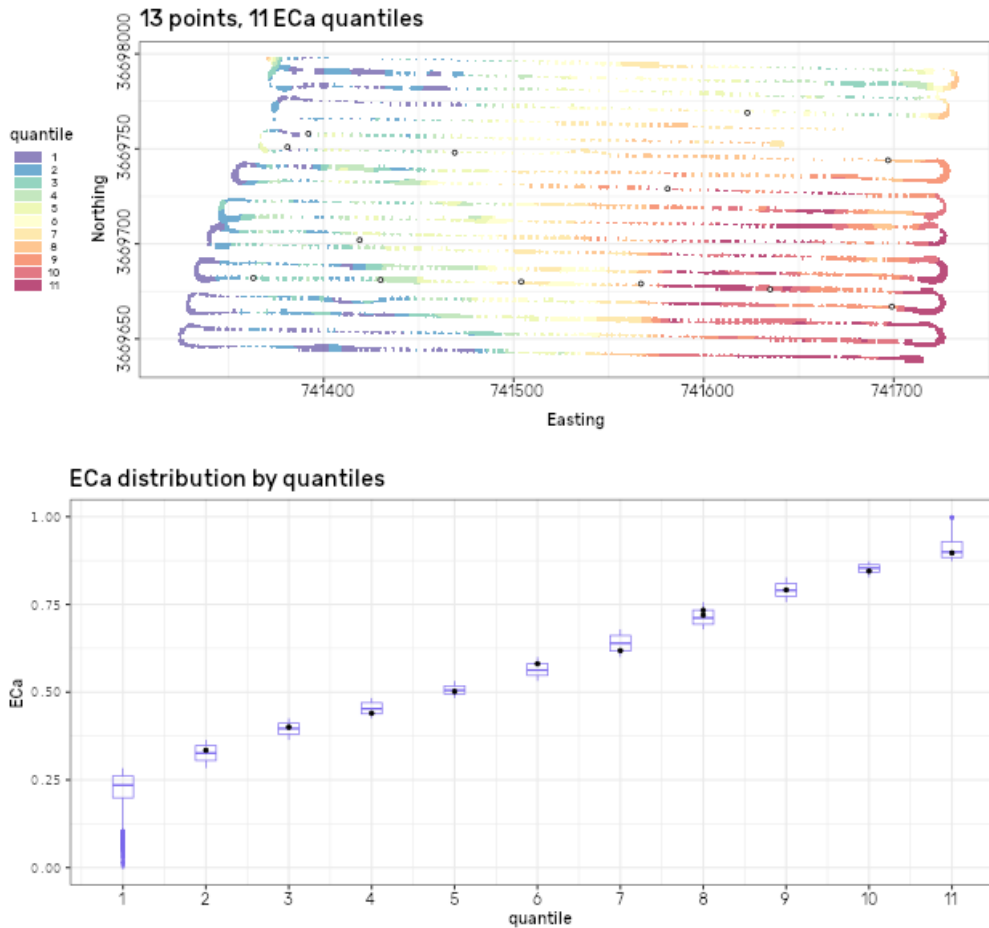 13 points, 11 ECa quantiles
quantile
1
2
3
4
5
6
7
8
9
10
11
Northing
36698000
3669750
3669700
3669650
741400 741500 741600 741700
Easting
ECa distribution by quantiles
ECa
1.00
0.75
0.50
0.25
0.00
1 2 3 4 5 6 7 8 9 10 11
quantile